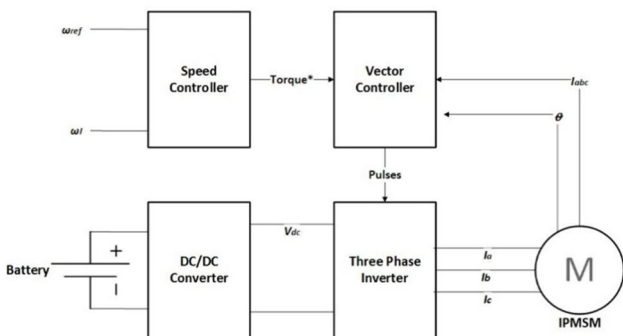 ωref
Speed
Controller
Torque*
Vector
Controller
Iabc
ωI
θ
Pulses
Battery
+
DC/DC
Converter
Vdc
Three Phase
Inverter
Ia
Ib
Ic
M
IPMSM